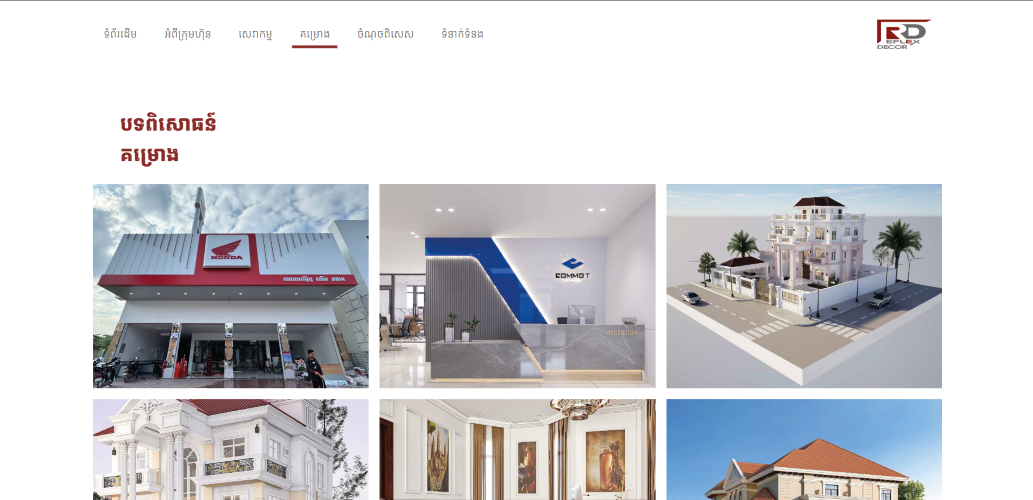 ទំព័រដើម
អំពីក្រុមហ៊ុន
សេវាកម្ម
គម្រោង
ចំណុចពិសេស
ទំនាក់ទំនង
RD
EFLEX
DECOR
បទពិសោធន៍
គម្រោង
HONDA
COMMOT
RECEPTION